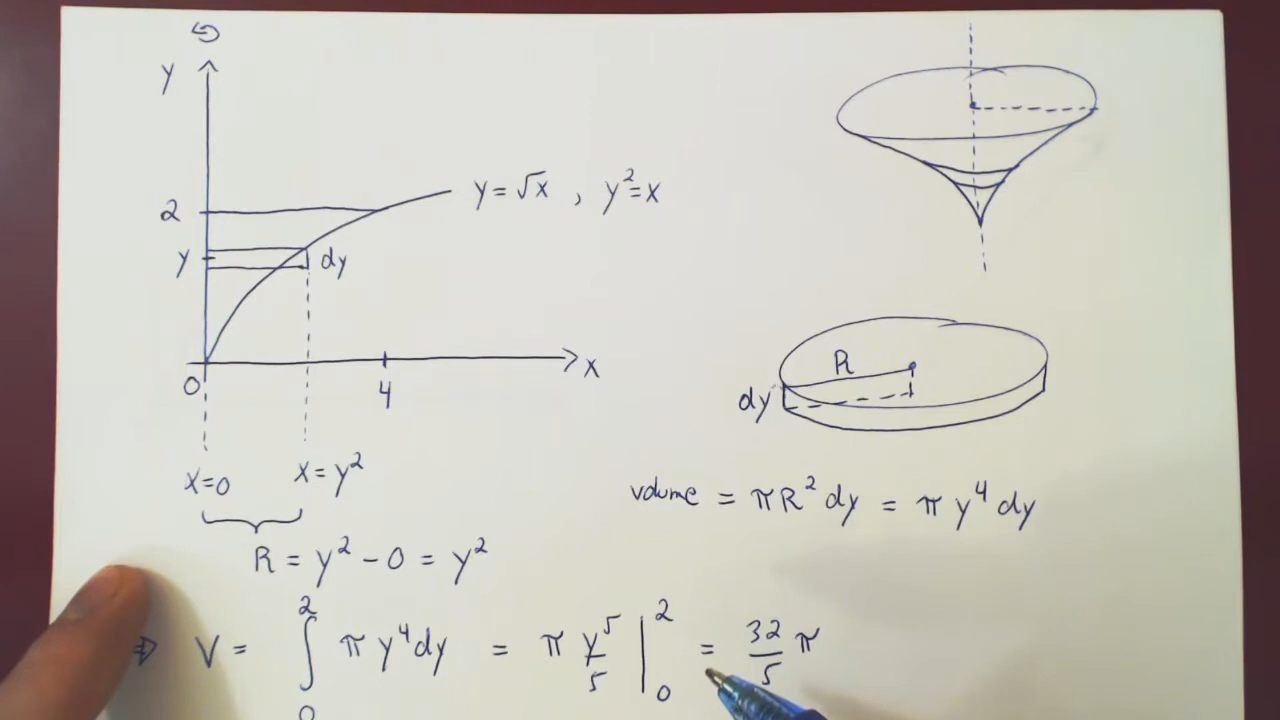 y
2
y = √x , y² = x
y
dy
0
4
x
R
dy
x=0
x = y²
volume = πR² dy = π y⁴ dy
R = y² - 0 = y²
⇒ V = ∫₀² π y⁴ dy = π y⁵/5 |₀² = 32/5 π